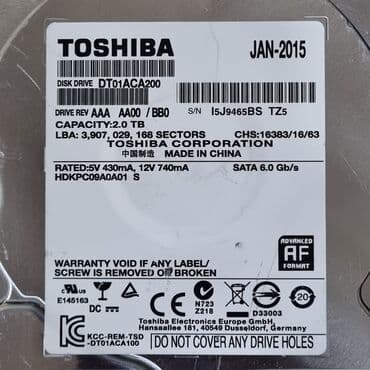 TOSHIBA
JAN-2015
DISK DRIVE DT01ACA200
DRIVE REV AAA AA00 / BB0
S/N I5J9465BS TZ5
CAPACITY:2.0 TB
LBA: 3,907, 029, 168 SECTORS CHS:16383/16/63
TOSHIBA CORPORATION
中国制造 MADE IN CHINA
RATED:5V 430mA, 12V 740mA SATA 6.0 Gb/s
HDKPC09A0A01 S
ADVANCED
AF
FORMAT
WARRANTY VOID IF ANY LABEL/
SCREW IS REMOVED OR BROKEN
E145163
DC
N723
Z218
D33003
20
Toshiba Electronics Europe GmbH,
Hansaallee 181, 40549 Dusseldorf, Germany
KCC-REM-TSD
-DT01ACA100
DO NOT COVER ANY DRIVE HOLES